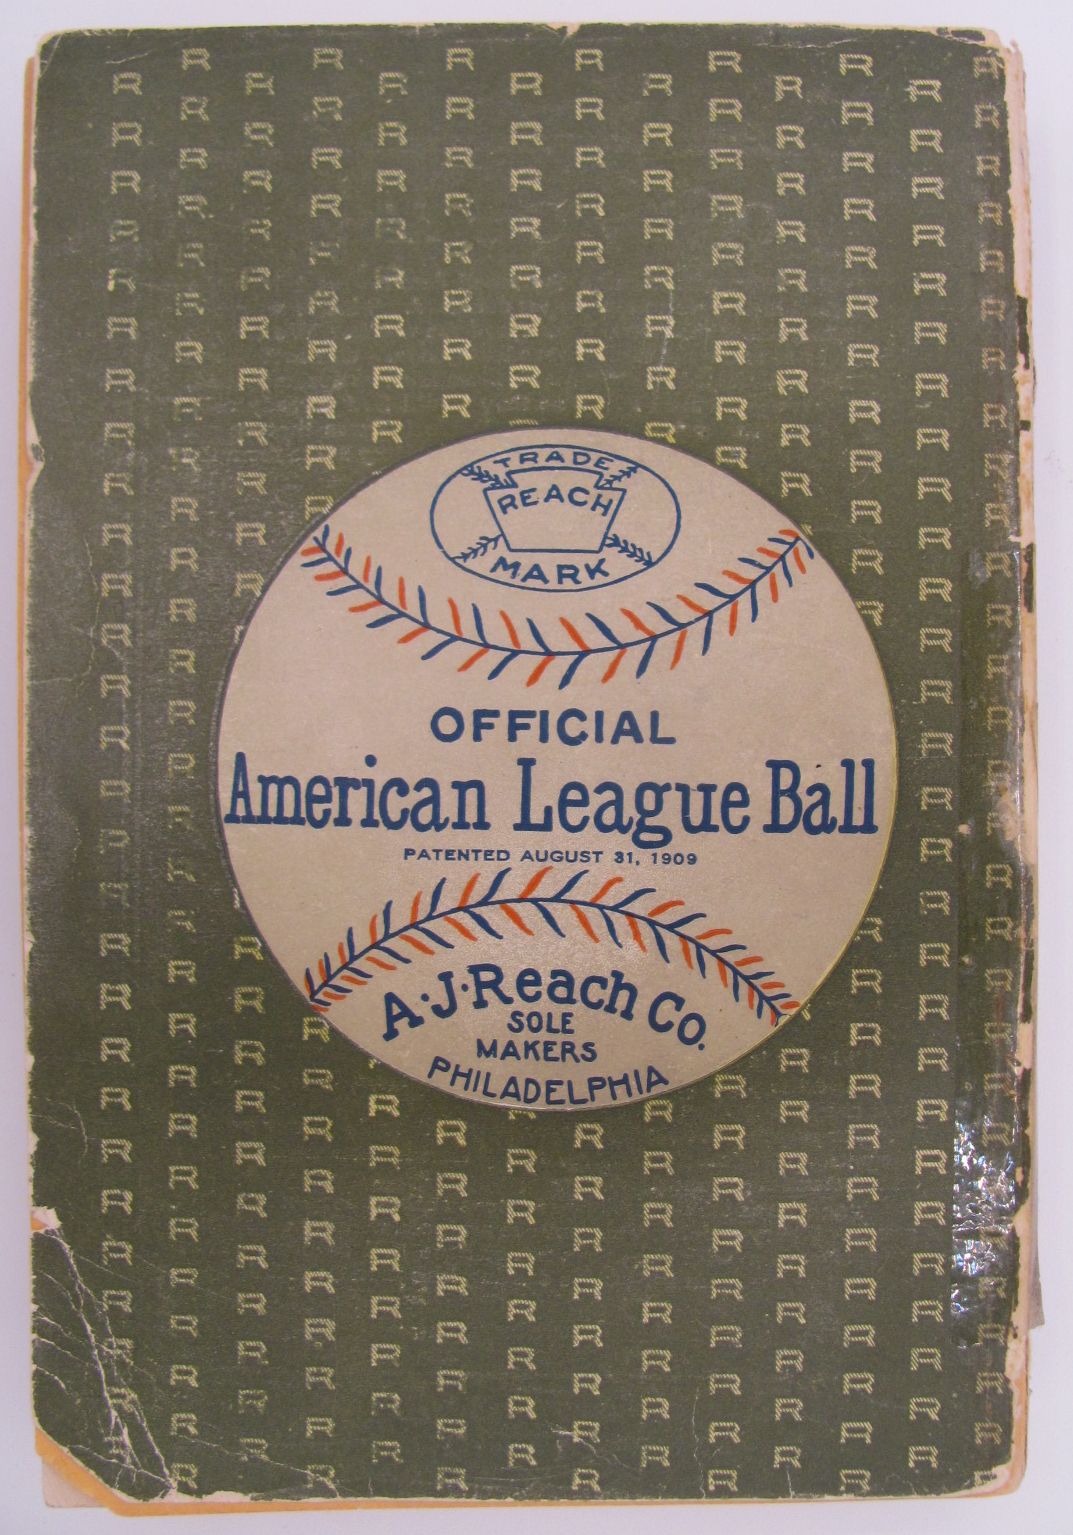 TRADE
REACH
MARK
OFFICIAL
American League Ball
PATENTED AUGUST 31, 1909
A.J. Reach Co.
SOLE
MAKERS
PHILADELPHIA